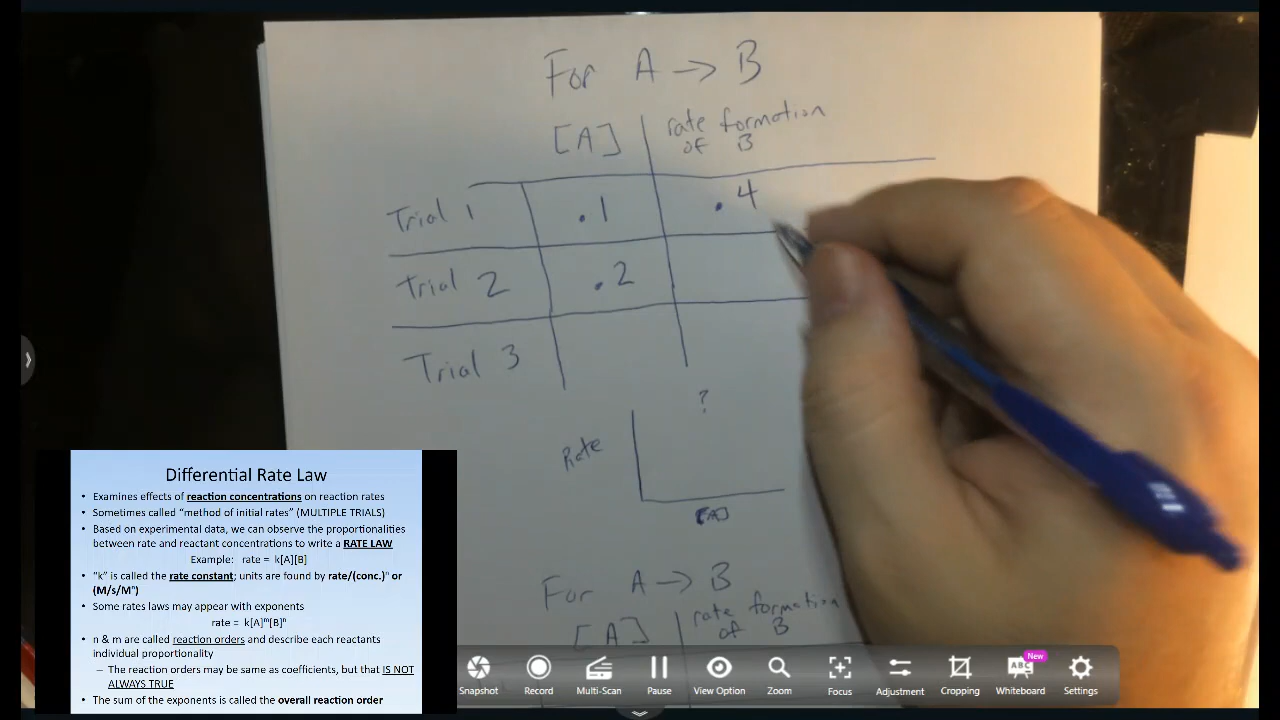 For A → B
[A] rate formation
of B
Trial 1 .1 .4
Trial 2 .2
Trial 3
?
Rate
[A]
For A → B
[A] rate formation
of B
Differential Rate Law
• Examines effects of reaction concentrations on reaction rates
• Sometimes called “method of initial rates” (MULTIPLE TRIALS)
• Based on experimental data, we can observe the proportionalities
between rate and reactant concentrations to write a RATE LAW
Example: rate = k[A][B]
• “k” is called the rate constant; units are found by rate/(conc.)ⁿ or
(M/s/Mⁿ)
• Some rates laws may appear with exponents
rate = k[A]ᵐ[B]ⁿ
• n & m are called reaction orders and describe each reactants
individual proportionality
– The reaction orders may be same as coefficients, but that IS NOT
ALWAYS TRUE
• The sum of the exponents is called the overall reaction order
Snapshot Record Multi-Scan Pause View Option Zoom Focus Adjustment Cropping Whiteboard Settings
ABC
New